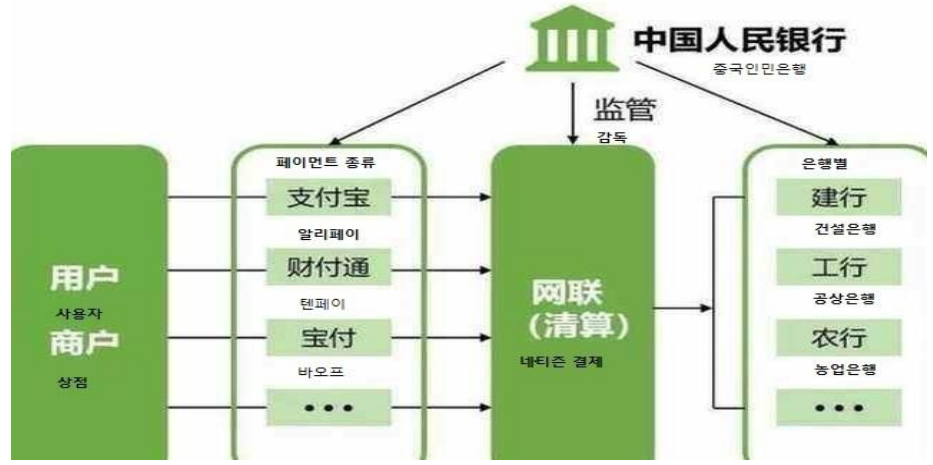 中国人民银行
중국인민은행
监管
감독
페이먼트 종류
支付宝
알리페이
财付通
텐페이
宝付
바오프
•••
用户
사용자
商户
상점
网联
(清算)
네티즌 결제
은행별
建行
건설은행
工行
공상은행
农行
농업은행
•••